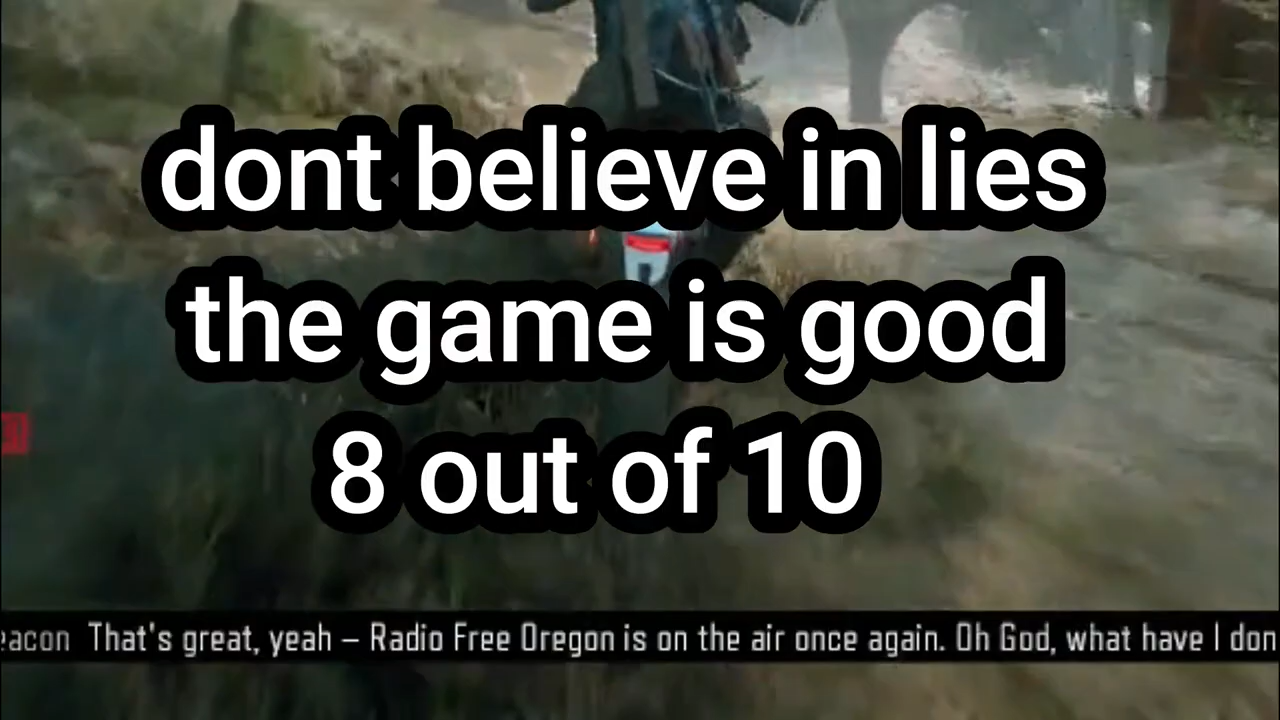 dont believe in lies
the game is good
8 out of 10
eacon That's great, yeah – Radio Free Oregon is on the air once again. Oh God, what have I don